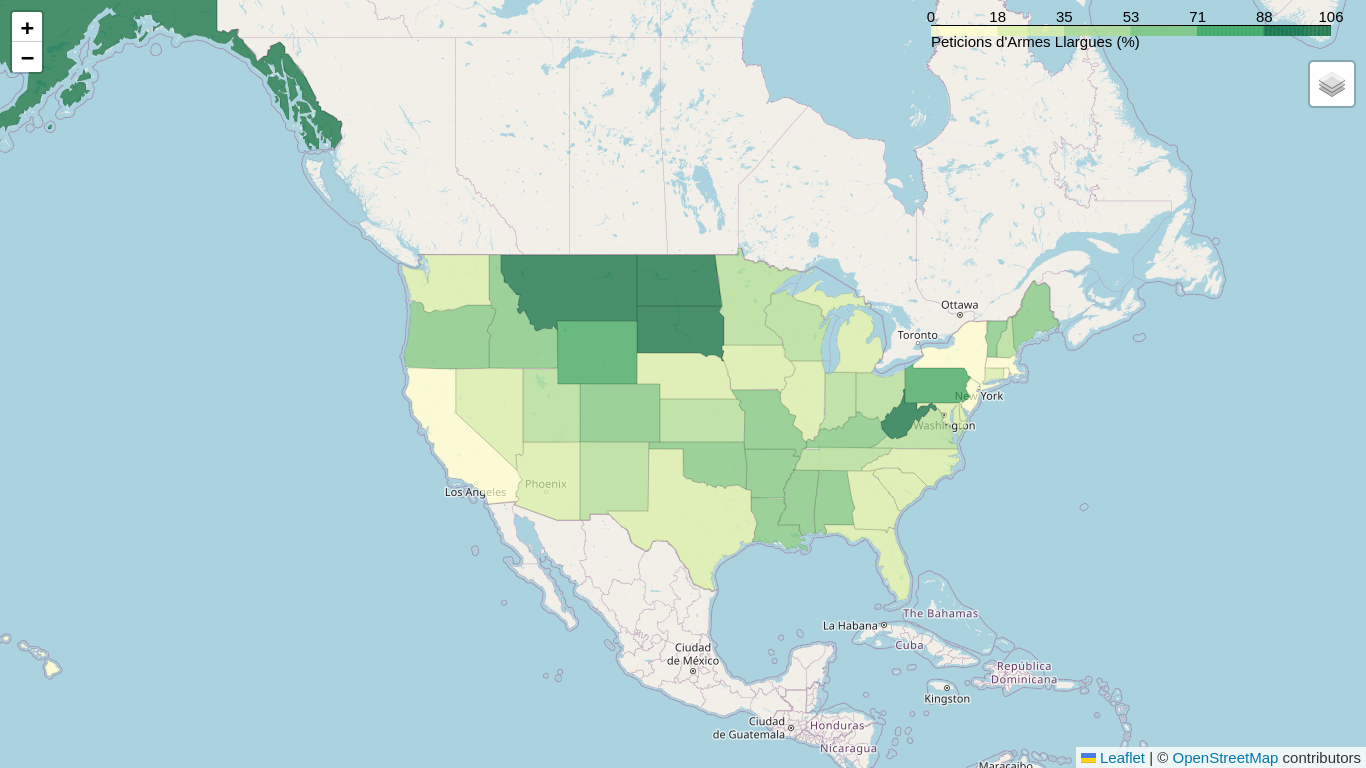 +
−
0 18 35 53 71 88 106
Peticions d'Armes Llargues (%)
Ottawa
Toronto
New York
Washington
Los Angeles
Phoenix
The Bahamas
La Habana
Cuba
Ciudad
de México
República
Dominicana
Kingston
Ciudad
de Guatemala
Honduras
Nicaragua
Maracaibo
Leaflet | © OpenStreetMap contributors